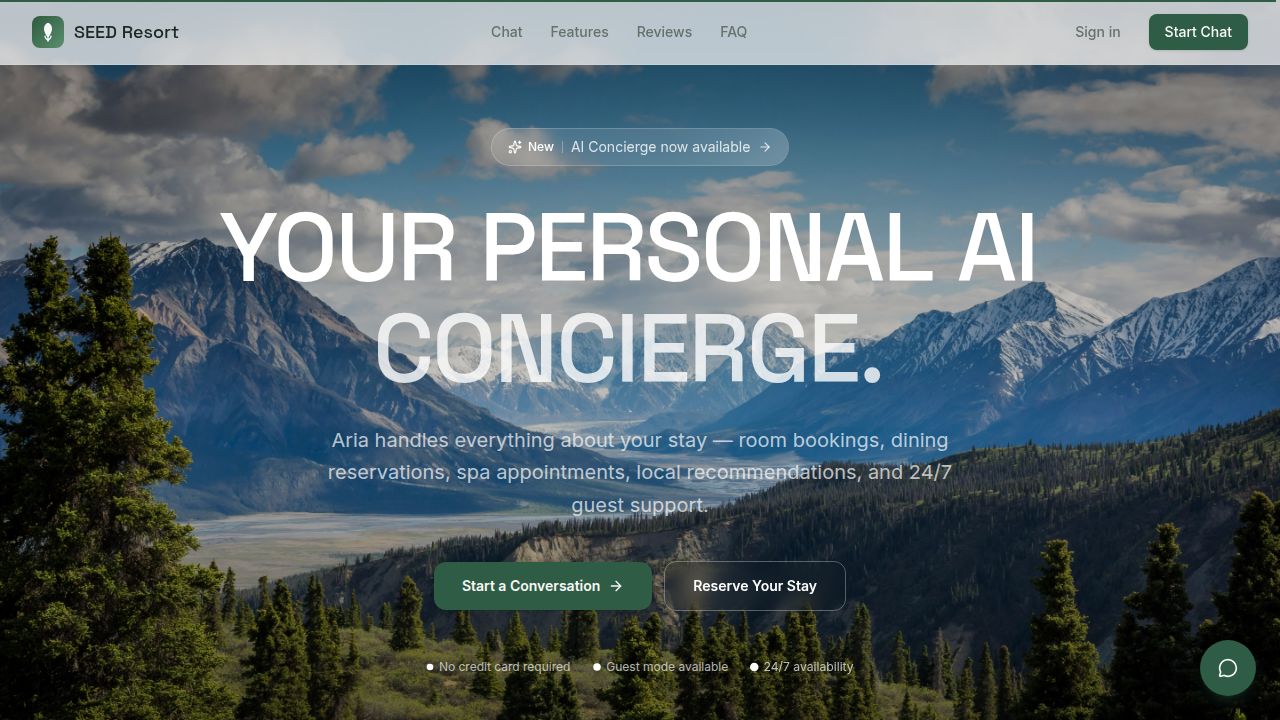 SEED Resort
Chat
Features
Reviews
FAQ
Sign in
Start Chat
New
AI Concierge now available
YOUR PERSONAL AI
CONCIERGE.
Aria handles everything about your stay — room bookings, dining
reservations, spa appointments, local recommendations, and 24/7
guest support.
Start a Conversation
Reserve Your Stay
No credit card required
Guest mode available
24/7 availability